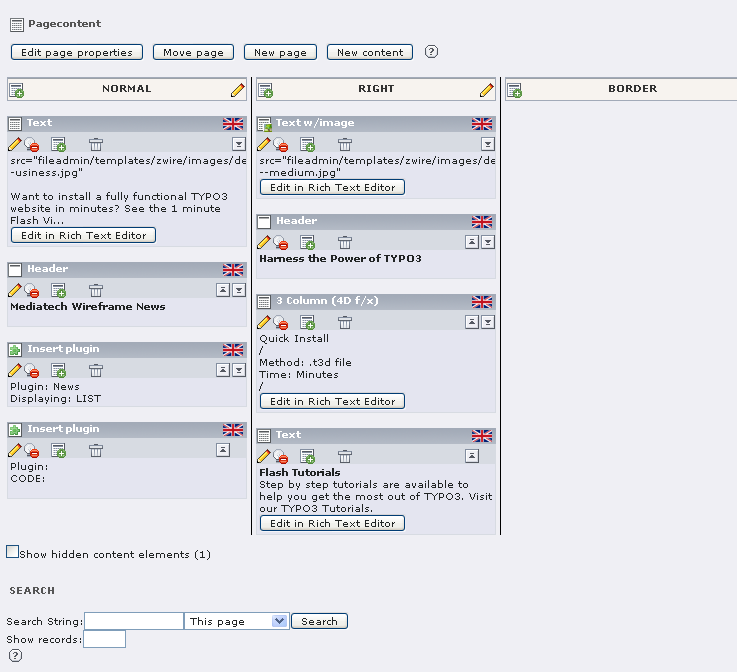 Pagecontent
Edit page properties
Move page
New page
New content
NORMAL
Text
src="fileadmin/templates/zwire/images/de
-usiness.jpg"
Want to install a fully functional TYPO3
website in minutes? See the 1 minute
Flash Vi...
Edit in Rich Text Editor
Header
Mediatech Wireframe News
Insert plugin
Plugin: News
Displaying: LIST
Insert plugin
Plugin:
CODE:
RIGHT
Text w/image
src="fileadmin/templates/zwire/images/de
--medium.jpg"
Edit in Rich Text Editor
Header
Harness the Power of TYPO3
3 Column (4D f/x)
Quick Install
/
Method: .t3d file
Time: Minutes
/
Edit in Rich Text Editor
Text
Flash Tutorials
Step by step tutorials are available to
help you get the most out of TYPO3. Visit
our TYPO3 Tutorials.
Edit in Rich Text Editor
BORDER
Show hidden content elements (1)
SEARCH
Search String:
This page
Search
Show records: